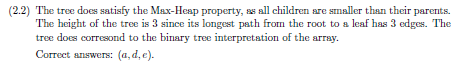 (2.2) The tree does satisfy the Max-Heap property, as all children are smaller than their parents.
The height of the tree is 3 since its longest path from the root to a leaf has 3 edges. The
tree does corresond to the binary tree interpretation of the array.
Correct answers: (a, d, e).